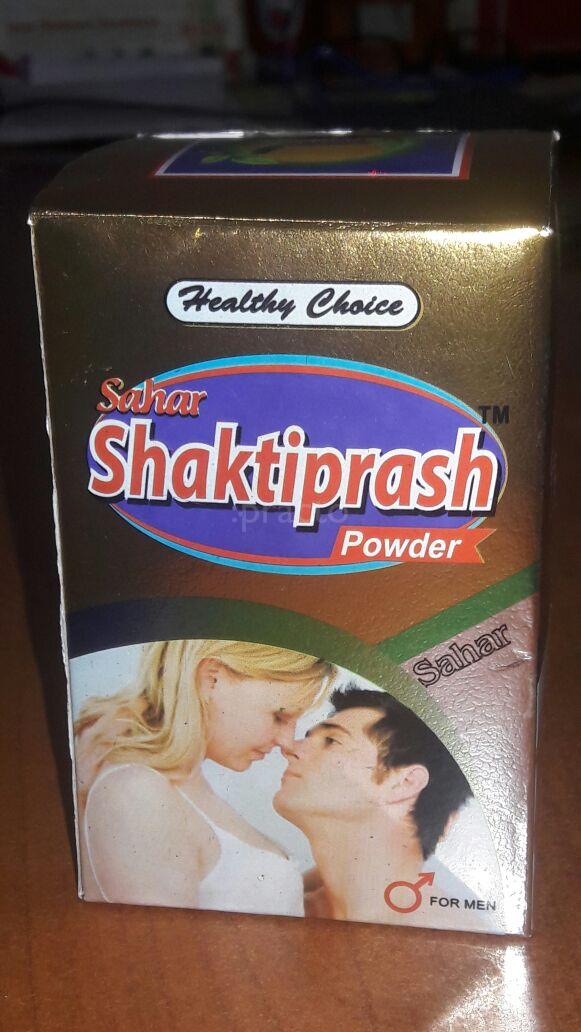 Healthy Choice
Sahar
Shaktiprash
TM
Powder
Sahar
FOR MEN